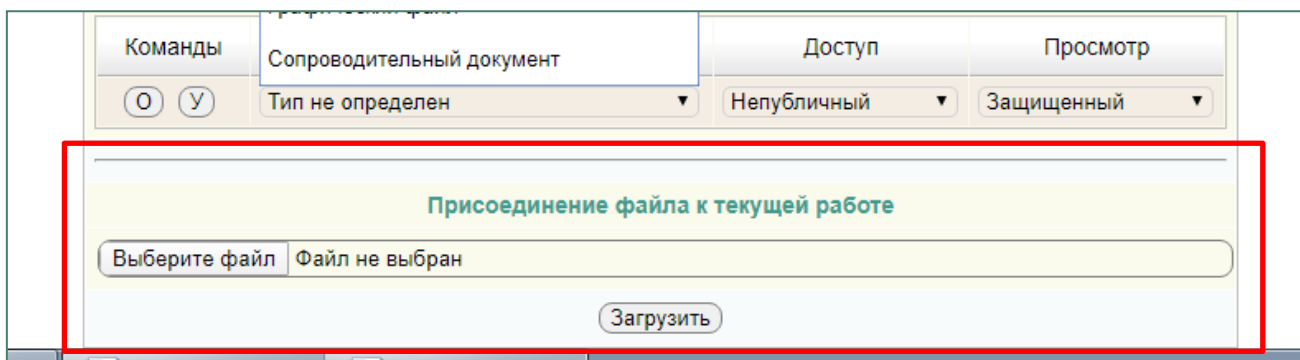 Команды
Сопроводительный документ
Доступ
Просмотр
О У Тип не определен Непубличный Защищенный
Присоединение файла к текущей работе
Выберите файл Файл не выбран
Загрузить